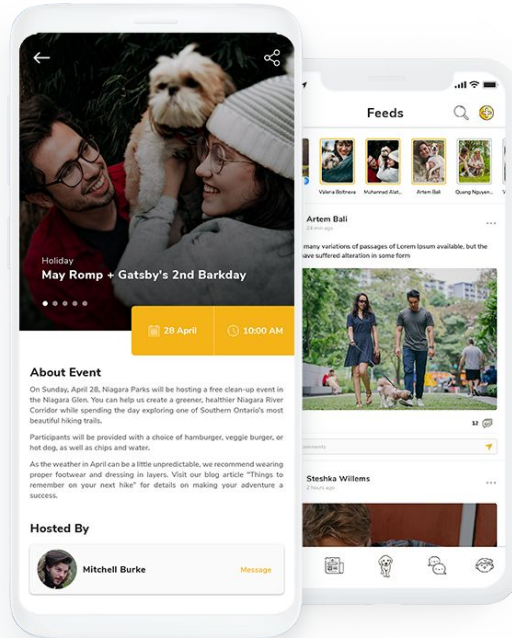 Holiday
May Romp + Gatsby's 2nd Barkday
28 April
10:00 AM
About Event
On Sunday, April 28, Niagara Parks will be hosting a free clean-up event in
the Niagara Glen. You can help us create a greener, healthier Niagara River
Corridor while spending the day exploring one of Southern Ontario's most
beautiful hiking trails.
Participants will be provided with a choice of hamburger, veggie burger, or
hot dog, as well as chips and water.
As the weather in April can be a little unpredictable, we recommend wearing
proper footwear and dressing in layers. Visit our blog article "Things to
remember on your next hike" for details on making your adventure a
success.
Hosted By
Mitchell Burke
Message
Feeds
Valeria Boltneva
Muhannad Alat...
Artem Bali
Quang Nguyen...
Artem Bali
24 min ago
many variations of passages of Lorem Ipsum available, but the
have suffered alteration in some form
12
Steshka Willems
2 hours ago